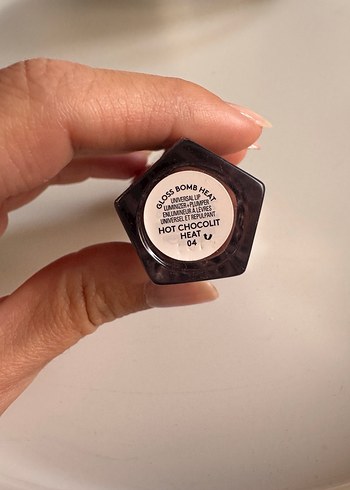 GLOSS BOMB HEAT
UNIVERSAL LIP
LUMINIZER + PLUMPER
ENLUMINEUR À LÈVRES
UNIVERSEL ET REPULPANT
HOT CHOCOLIT
HEAT
04